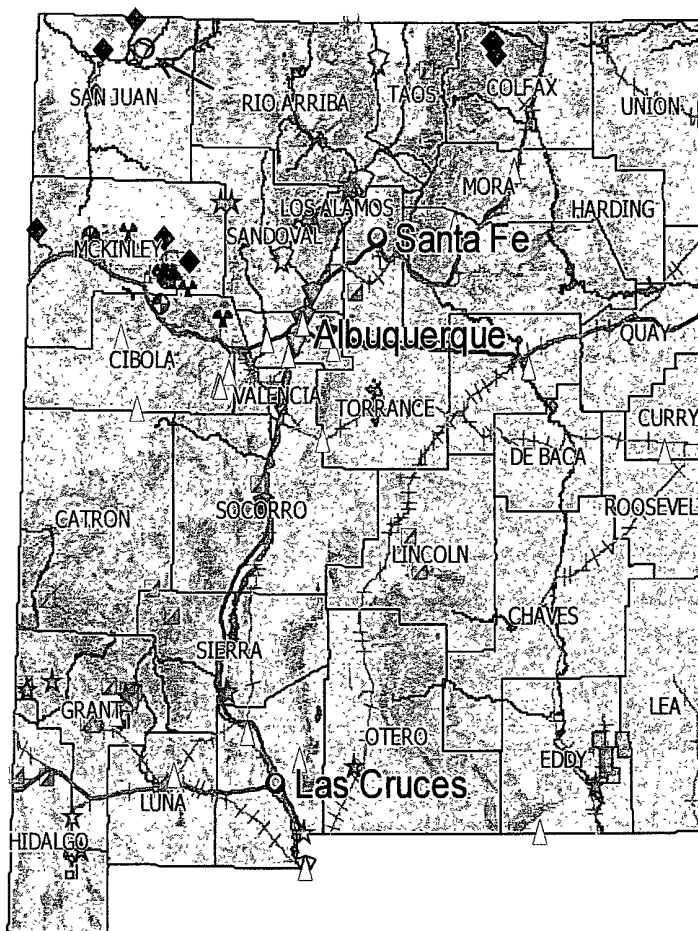 SAN JUAN
RIO ARRIBA
TAOS
COLFAX
UNION
MORA
HARDING
LOS ALAMOS
SANDOVAL
MCKINLEY
Santa Fe
Albuquerque
QUAY
CIBOLA
VALENCIA
TORRANCE
CURRY
DE BACA
CATRON
SOCORRO
ROOSEVEL
LINCOLN
CHAVES
SIERRA
GRANT
LEA
OTERO
EDDY
Las Cruces
LUNA
HIDALGO